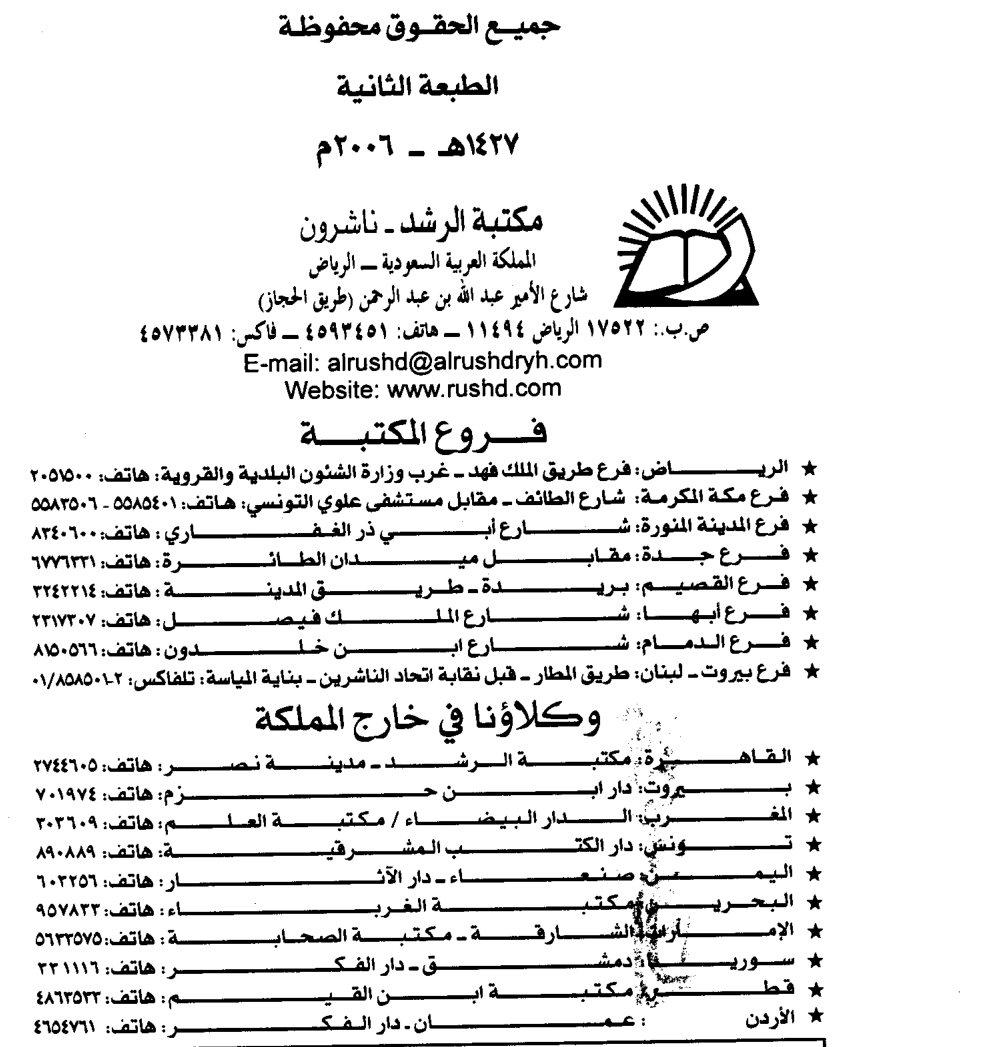 جميع الحقوق محفوظة
الطبعة الثانية
١٤٢٧هـ ـ ٢٠٠٦م
مكتبة الرشد ـ ناشرون
المملكة العربية السعودية ـ الرياض
شارع الأمير عبد الله بن عبد الرحمن (طريق الحجاز)
ص.ب.: ١٧٥٢٢ الرياض ١١٤٩٤ ـ هاتف: ٤٥٩٣٤٥١ ـ فاكس: ٤٥٧٣٣٨١
E-mail: alrushd@alrushdryh.com
Website: www.rushd.com
فروع المكتبة
★ الرياض: فرع طريق الملك فهد ـ غرب وزارة الشئون البلدية والقروية: هاتف: ٢٠٥١٥٠٠
★ فرع مكة المكرمة: شارع الطائف ـ مقابل مستشفى علوي التونسي: هاتف: ٥٥٨٥٤٠١ ـ ٥٥٨٣٥٠٦
★ فرع المدينة المنورة: شارع أبي ذر الغفاري: هاتف: ٨٣٤٠٦٠٠
★ فرع جدة: مقابل ميدان الطائرة: هاتف: ٦٧٧٦٣٣١
★ فرع القصيم: بريدة ـ طريق المدينة: هاتف: ٣٢٤٢٢١٤
★ فرع أبها: شارع الملك فيصل: هاتف: ٢٣١٧٣٠٧
★ فرع الدمام: شارع ابن خلدون: هاتف: ٨١٥٠٥٦٦
★ فرع بيروت ـ لبنان: طريق المطار ـ قبل نقابة اتحاد الناشرين ـ بناية الماسة: تلفاكس: ٢-٠١/٨٥٨٥٠١
وكلاؤنا في خارج المملكة
★ القاهرة: مكتبة الرشد ـ مدينة نصر: هاتف: ٢٧٤٤٦٠٥
★ بيروت: دار ابن حزم: هاتف: ٧٠١٩٧٤
★ المغرب: الدار البيضاء / مكتبة العلم: هاتف: ٣٠٣٦٠٩
★ تونس: دار الكتب المشرقية: هاتف: ٨٩٠٨٨٩
★ اليمن: صنعاء ـ دار الآثار: هاتف: ٦٠٣٢٥٦
★ البحرين: مكتبة الغرباء: هاتف: ٩٥٧٨٣٣
★ الإمارات: الشارقة ـ مكتبة الصحابة: هاتف: ٥٦٣٣٥٧٥
★ سوريا: دمشق ـ دار الفكر: هاتف: ٢٢١١١٦
★ قطر: مكتبة ابن القيم: هاتف: ٤٨٦٣٥٣٣
★ الأردن : عمان ـ دار الفكر: هاتف: ٤٦٥٤٧٦١